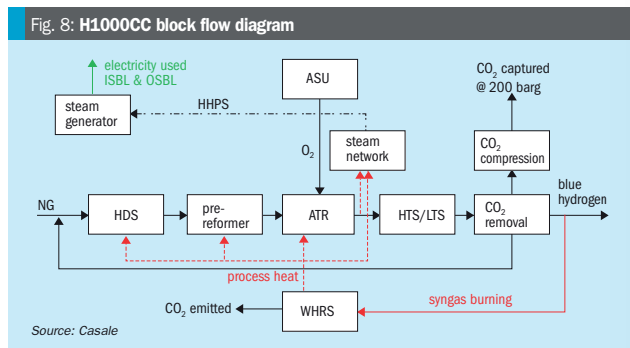 Fig. 8: H1000CC block flow diagram
electricity used
ISBL & OSBL
ASU
CO₂ captured
@ 200 barg
steam
generator
HHPS
O₂
steam
network
CO₂
compression
blue
hydrogen
NG
HDS
pre-
reformer
ATR
HTS/LTS
CO₂
removal
process heat
CO₂ emitted
WHRS
syngas burning
Source: Casale